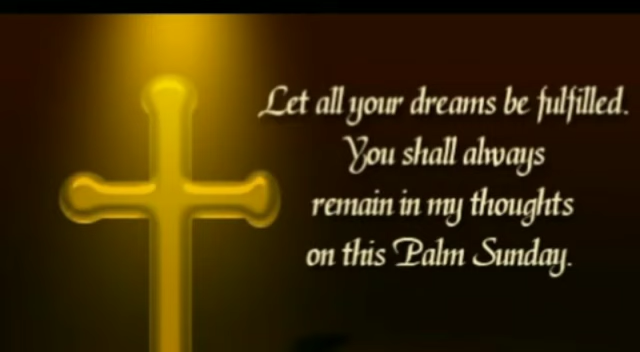 Let all your dreams be fulfilled.
You shall always
remain in my thoughts
on this Palm Sunday.